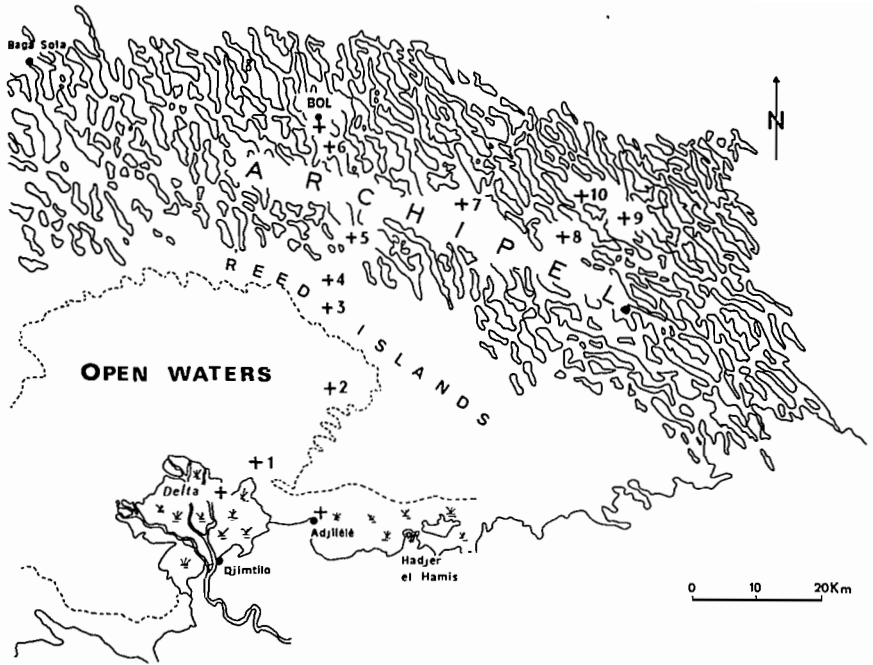 Baga Sola
BOL
N
6
ARCHIPEL
10
7
9
8
5
REED ISLANDS
4
3
OPEN WATERS
2
1
Delta
Adjilélé
Djimtilo
Hadjer
el Hamis
0 10 20Km